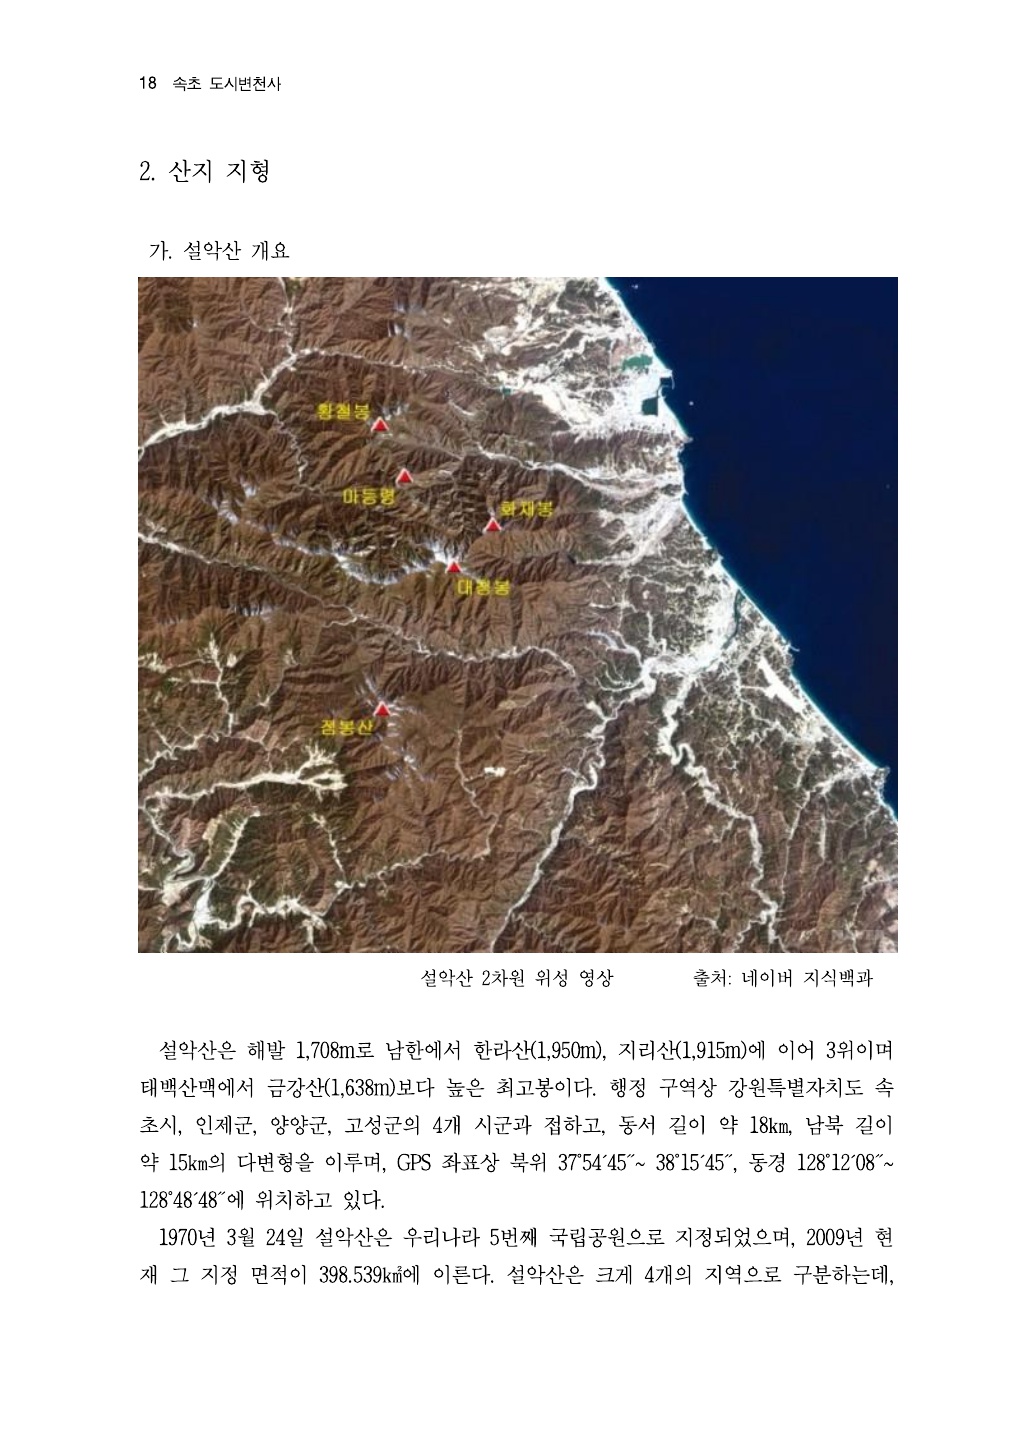 18 속초 도시변천사
2. 산지 지형
가. 설악산 개요
황철봉
마등령
화채봉
대청봉
점봉산
설악산 2차원 위성 영상 출처: 네이버 지식백과
설악산은 해발 1,708m로 남한에서 한라산(1,950m), 지리산(1,915m)에 이어 3위이며
태백산맥에서 금강산(1,638m)보다 높은 최고봉이다. 행정 구역상 강원특별자치도 속
초시, 인제군, 양양군, 고성군의 4개 시군과 접하고, 동서 길이 약 18km, 남북 길이
약 15km의 다변형을 이루며, GPS 좌표상 북위 37°54′45″~ 38°15′45″, 동경 128°12′08″~
128°48′48″에 위치하고 있다.
1970년 3월 24일 설악산은 우리나라 5번째 국립공원으로 지정되었으며, 2009년 현
재 그 지정 면적이 398.539㎢에 이른다. 설악산은 크게 4개의 지역으로 구분하는데,